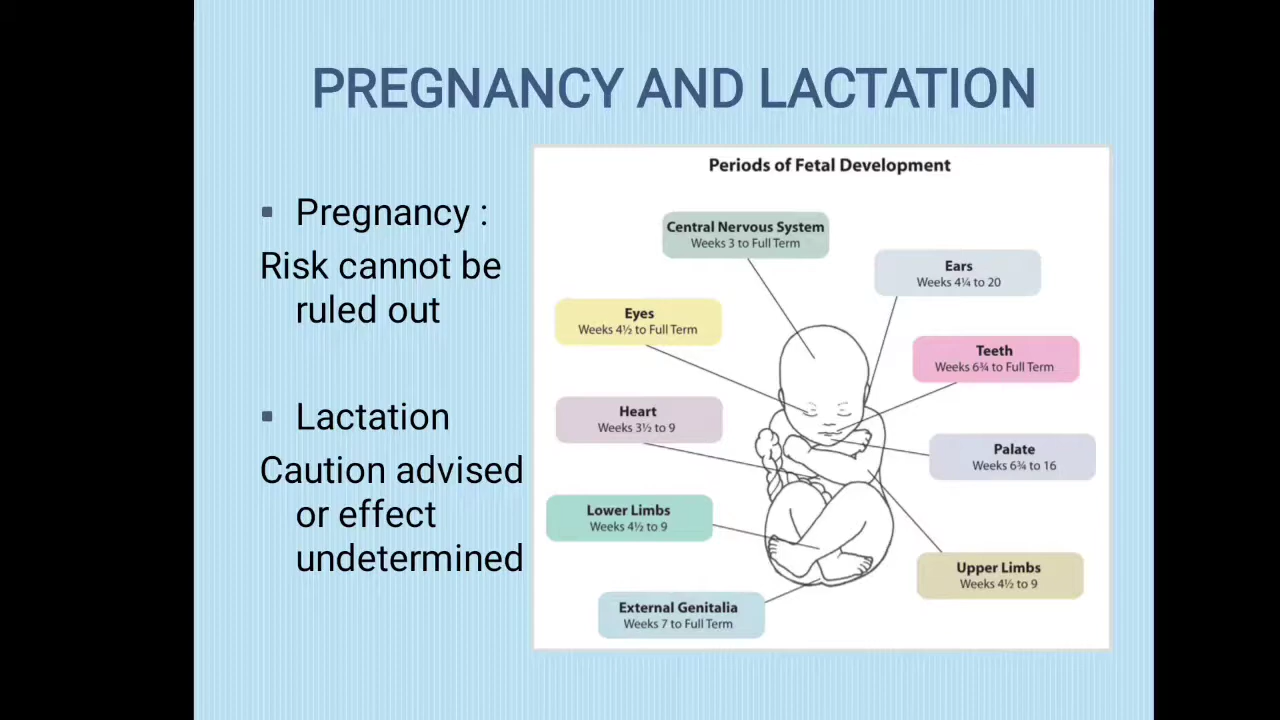 PREGNANCY AND LACTATION
▪ Pregnancy :
Risk cannot be
ruled out
▪ Lactation
Caution advised
or effect
undetermined
Periods of Fetal Development
Central Nervous System
Weeks 3 to Full Term
Ears
Weeks 4¼ to 20
Eyes
Weeks 4½ to Full Term
Teeth
Weeks 6¾ to Full Term
Heart
Weeks 3½ to 9
Palate
Weeks 6¾ to 16
Lower Limbs
Weeks 4½ to 9
Upper Limbs
Weeks 4½ to 9
External Genitalia
Weeks 7 to Full Term